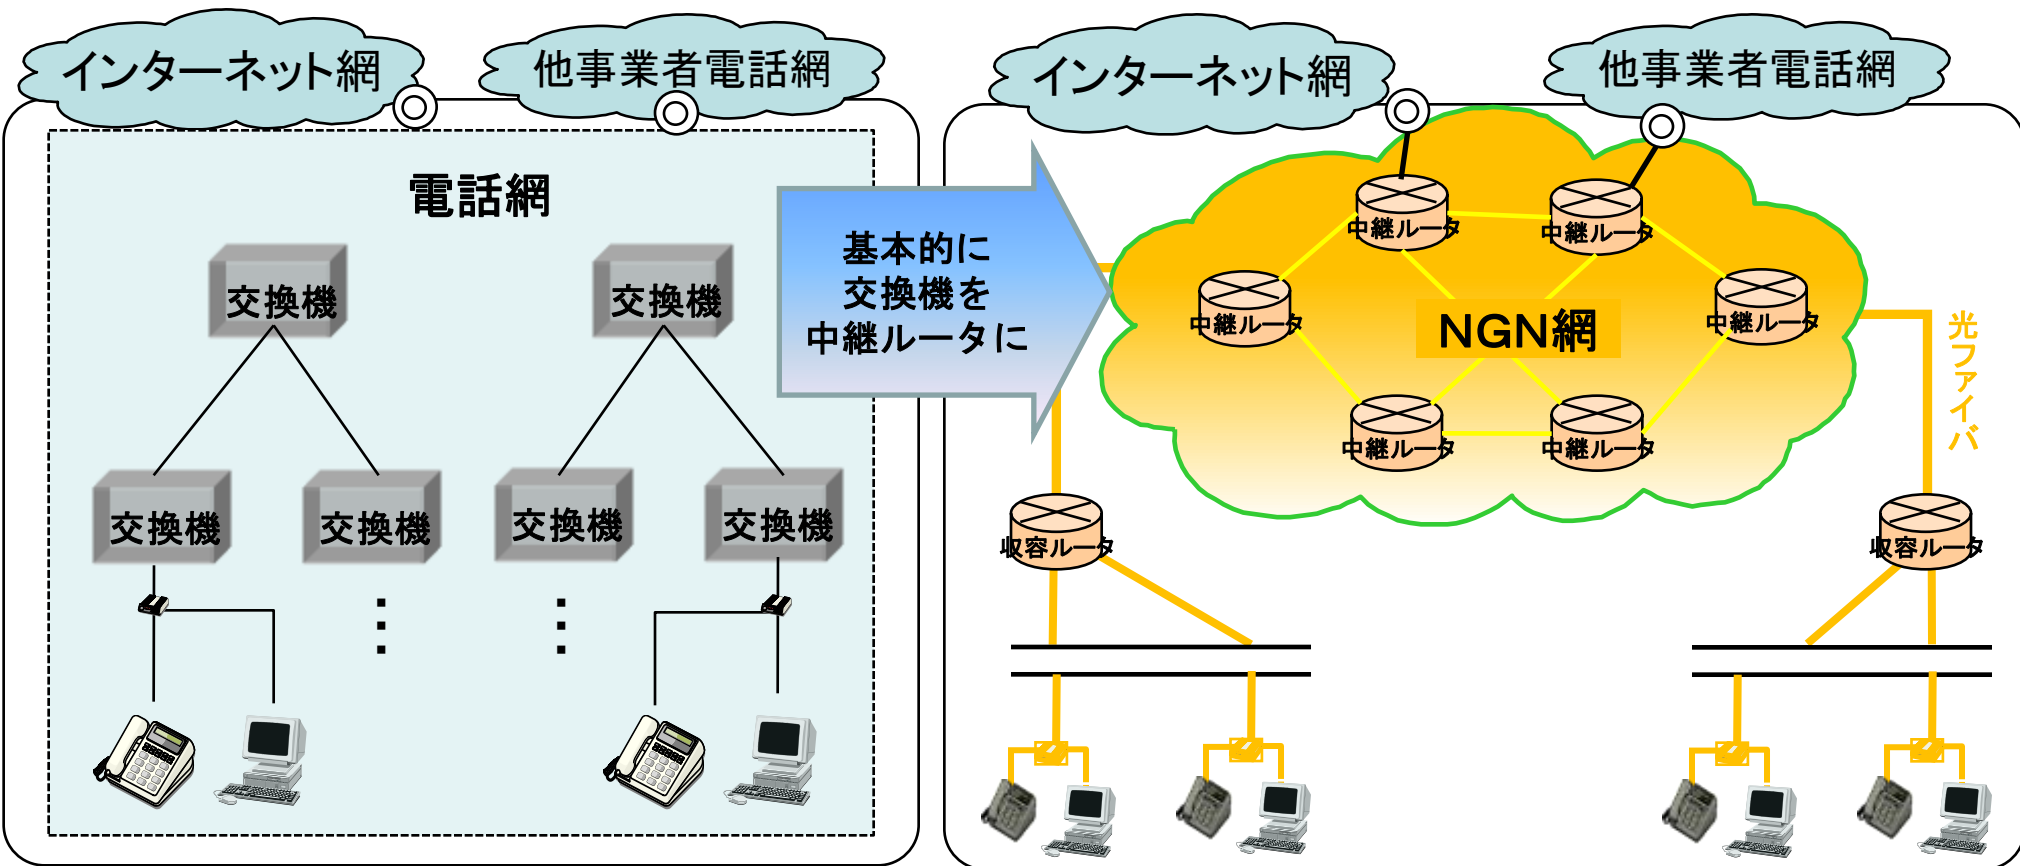 インターネット網
他事業者電話網
電話網
交換機
交換機
交換機
交換機
交換機
交換機
基本的に
交換機を
中継ルータに
インターネット網
他事業者電話網
中継ルータ
中継ルータ
中継ルータ
NGN網
中継ルータ
中継ルータ
中継ルータ
光ファイバ
収容ルータ
収容ルータ